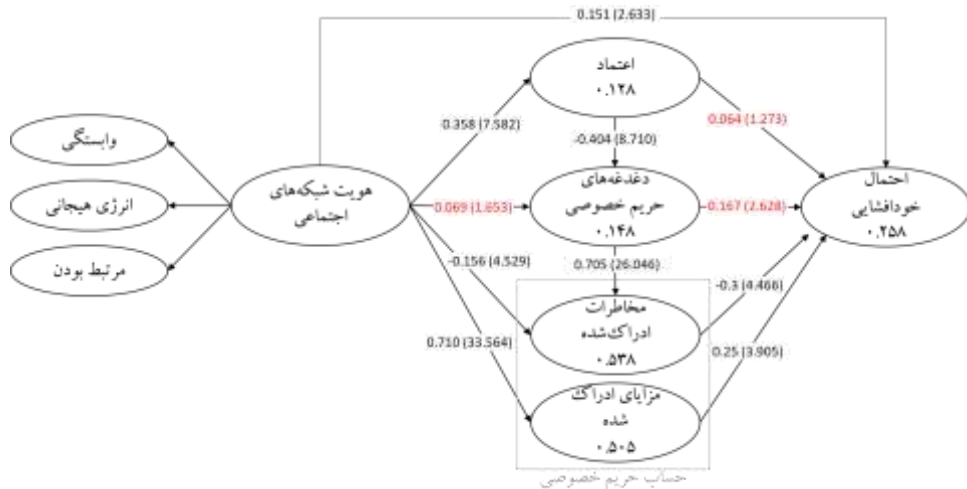 0.151 (2.633)
اعتماد
۰.۱۲۸
0.358 (7.582)
0.064 (1.273)
-0.404 (8.710)
وابستگی
انرژی هیجانی
مرتبط بودن
هویت شبکه‌های
اجتماعی
0.069 (1.653)
دغدغه‌های
حریم خصوصی
۰.۱۴۸
0.167 (2.628)
احتمال
خودافشایی
۰.۲۵۸
-0.156 (4.529)
0.705 (26.046)
-0.3 (4.466)
مخاطرات
ادراک‌شده
۰.۵۳۸
0.710 (33.564)
0.25 (3.905)
مزایای ادراک
شده
۰.۵۰۵
حساب حریم خصوصی